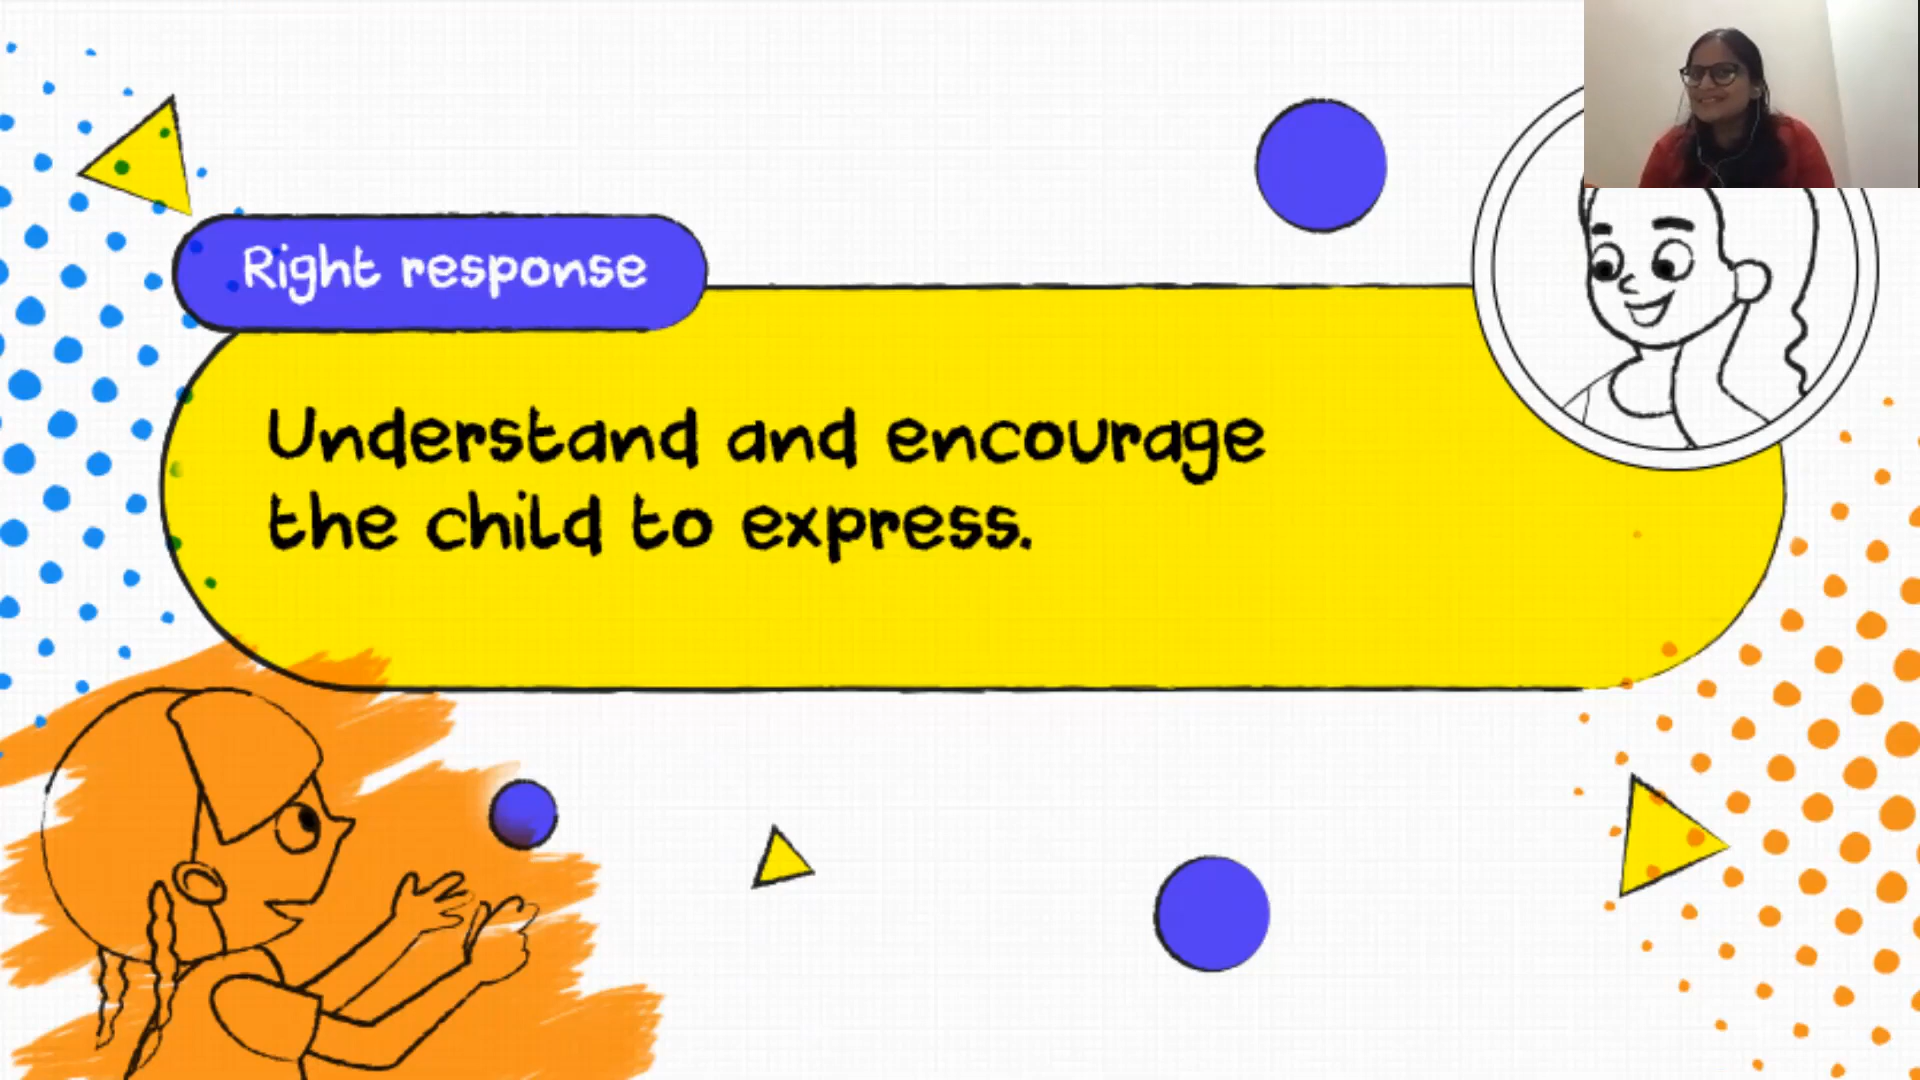 Right response
Understand and encourage
the child to express.